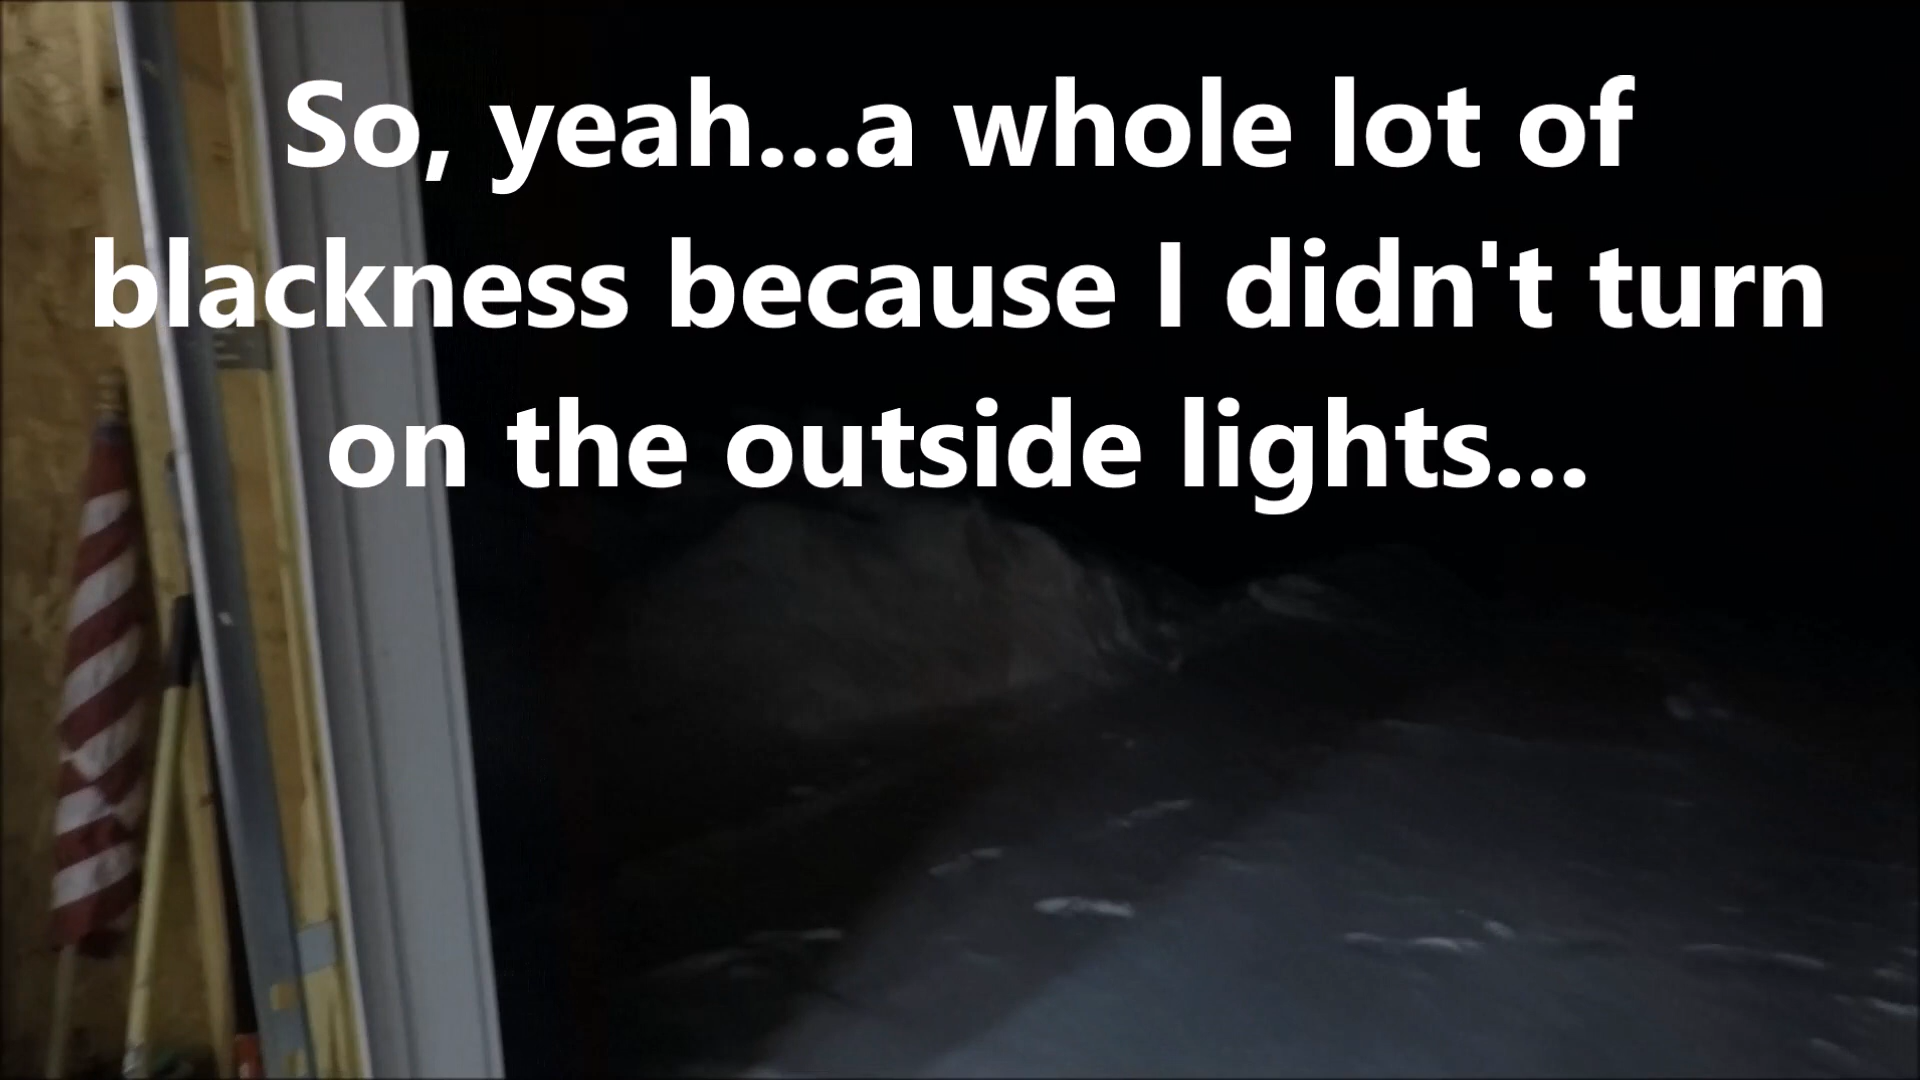 So, yeah...a whole lot of
blackness because I didn't turn
on the outside lights...